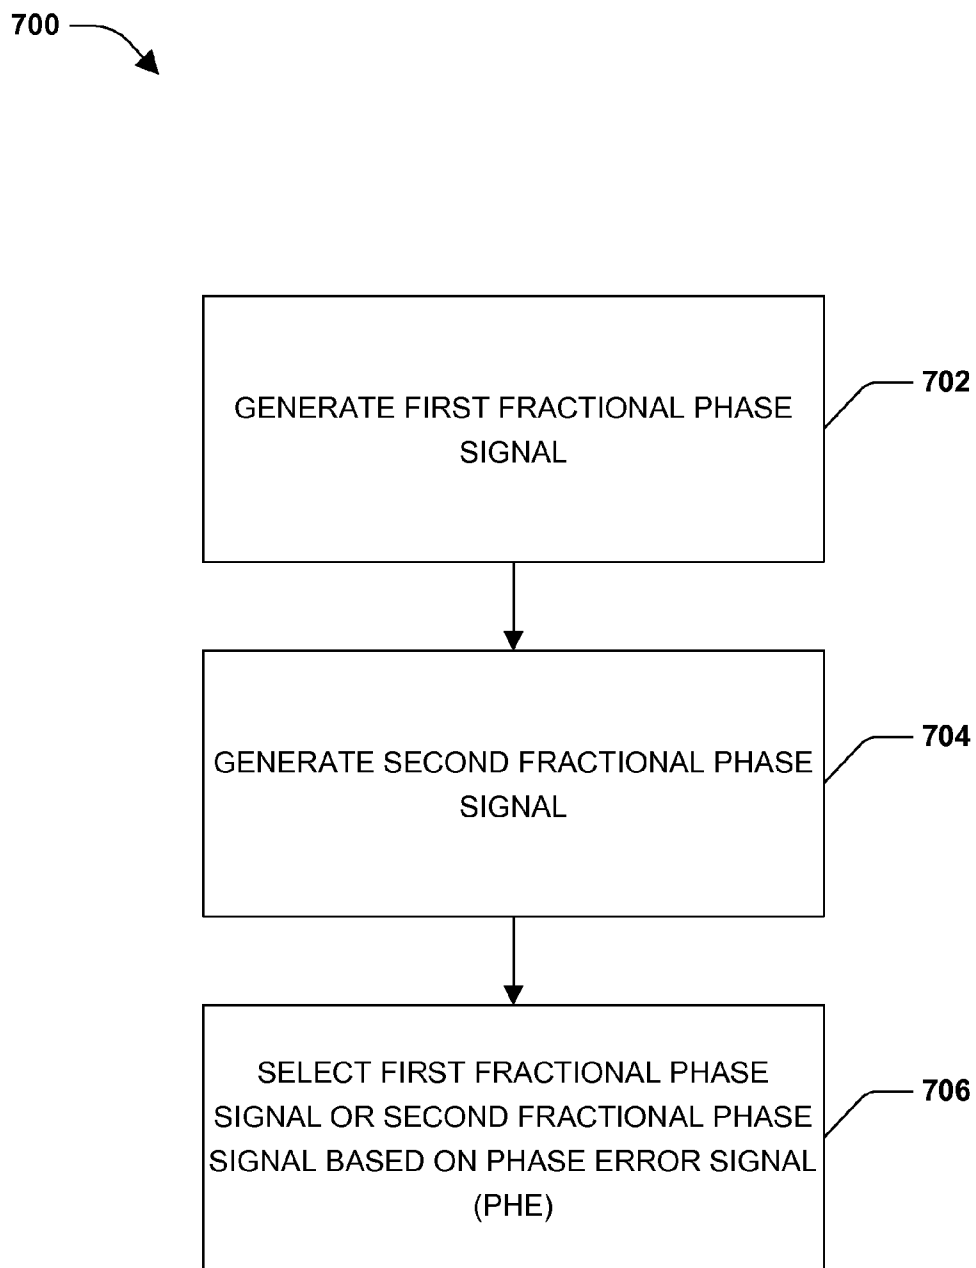 700
GENERATE FIRST FRACTIONAL PHASE
SIGNAL
702
GENERATE SECOND FRACTIONAL PHASE
SIGNAL
704
SELECT FIRST FRACTIONAL PHASE
SIGNAL OR SECOND FRACTIONAL PHASE
SIGNAL BASED ON PHASE ERROR SIGNAL
(PHE)
706